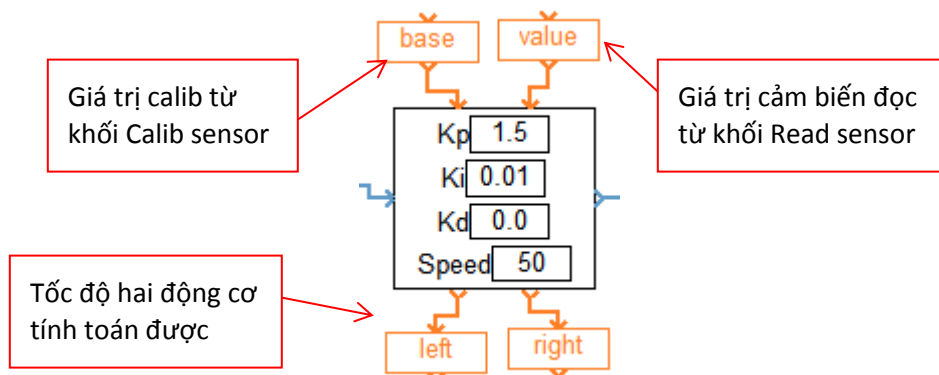 base
value
Giá trị calib từ
khối Calib sensor
Giá trị cảm biến đọc
từ khối Read sensor
Kp 1.5
Ki 0.01
Kd 0.0
Speed 50
Tốc độ hai động cơ
tính toán được
left
right